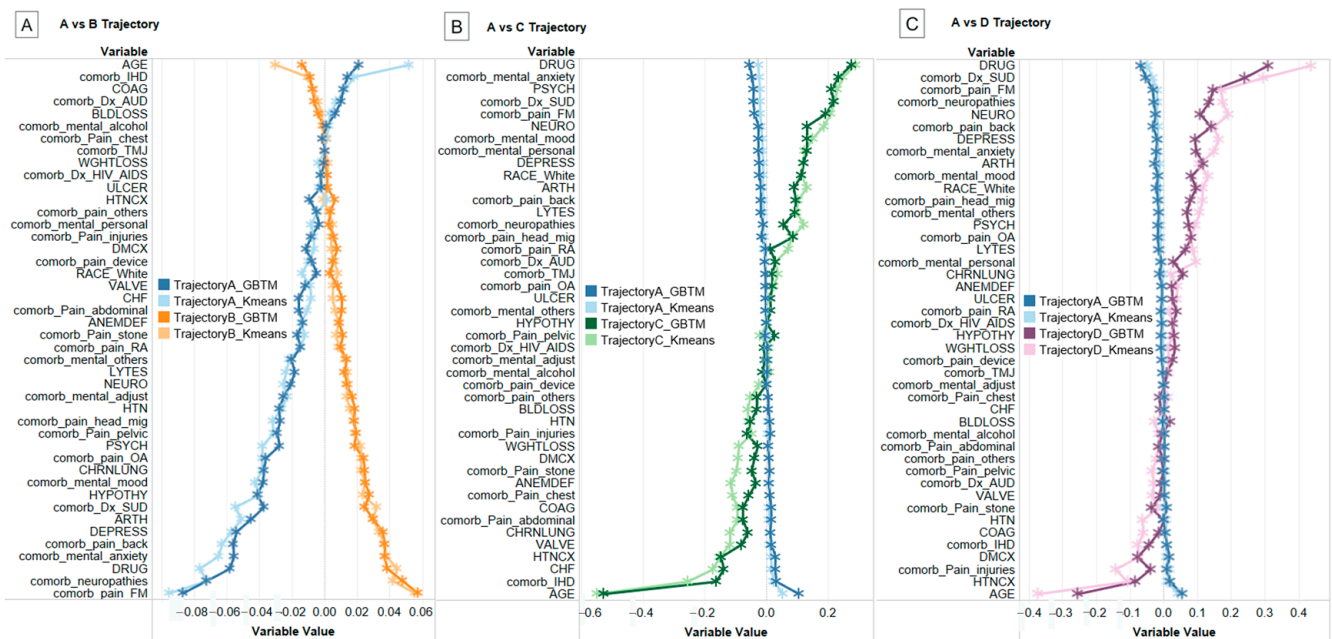 A
A vs B Trajectory
Variable
AGE
comorb_IHD
COAG
comorb_Dx_AUD
BLDLOSS
comorb_mental_alcohol
comorb_Pain_chest
comorb_TMJ
WGHTLOSS
comorb_Dx_HIV_AIDS
ULCER
HTNCX
comorb_pain_others
comorb_mental_personal
comorb_Pain_injuries
DMCX
comorb_pain_device
RACE_White
VALVE
CHF
comorb_Pain_abdominal
ANEMDEF
comorb_Pain_stone
comorb_pain_RA
comorb_mental_others
LYTES
NEURO
comorb_mental_adjust
HTN
comorb_pain_head_mig
comorb_Pain_pelvic
PSYCH
comorb_pain_OA
CHRNLUNG
comorb_mental_mood
HYPOTHY
comorb_Dx_SUD
ARTH
DEPRESS
comorb_pain_back
comorb_mental_anxiety
DRUG
comorb_neuropathies
comorb_pain_FM
TrajectoryA_GBTM
TrajectoryA_Kmeans
TrajectoryB_GBTM
TrajectoryB_Kmeans
−0.08 −0.06 −0.04 −0.02 0.00 0.02 0.04 0.06
Variable Value
B
A vs C Trajectory
Variable
DRUG
comorb_mental_anxiety
PSYCH
comorb_Dx_SUD
comorb_pain_FM
NEURO
comorb_mental_mood
comorb_mental_personal
DEPRESS
RACE_White
ARTH
comorb_pain_back
LYTES
comorb_neuropathies
comorb_pain_head_mig
comorb_pain_RA
comorb_Dx_AUD
comorb_TMJ
comorb_pain_OA
ULCER
comorb_mental_others
HYPOTHY
comorb_Pain_pelvic
comorb_Dx_HIV_AIDS
comorb_mental_adjust
comorb_mental_alcohol
comorb_pain_device
comorb_pain_others
BLDLOSS
HTN
comorb_Pain_injuries
WGHTLOSS
DMCX
comorb_Pain_stone
ANEMDEF
comorb_Pain_chest
COAG
comorb_Pain_abdominal
CHRNLUNG
VALVE
HTNCX
CHF
comorb_IHD
AGE
TrajectoryA_GBTM
TrajectoryA_Kmeans
TrajectoryC_GBTM
TrajectoryC_Kmeans
−0.6 −0.4 −0.2 0.0 0.2
Variable Value
C
A vs D Trajectory
Variable
DRUG
comorb_Dx_SUD
comorb_pain_FM
comorb_neuropathies
NEURO
comorb_pain_back
DEPRESS
comorb_mental_anxiety
ARTH
comorb_mental_mood
RACE_White
comorb_pain_head_mig
comorb_mental_others
PSYCH
comorb_pain_OA
LYTES
comorb_mental_personal
CHRNLUNG
ANEMDEF
ULCER
comorb_pain_RA
comorb_Dx_HIV_AIDS
HYPOTHY
WGHTLOSS
comorb_pain_device
comorb_TMJ
comorb_mental_adjust
comorb_Pain_chest
CHF
BLDLOSS
comorb_mental_alcohol
comorb_Pain_abdominal
comorb_pain_others
comorb_Pain_pelvic
comorb_Dx_AUD
VALVE
comorb_Pain_stone
HTN
COAG
comorb_IHD
DMCX
comorb_Pain_injuries
HTNCX
AGE
TrajectoryA_GBTM
TrajectoryA_Kmeans
TrajectoryD_GBTM
TrajectoryD_Kmeans
−0.4 −0.3 −0.2 −0.1 0.0 0.1 0.2 0.3 0.4
Variable Value